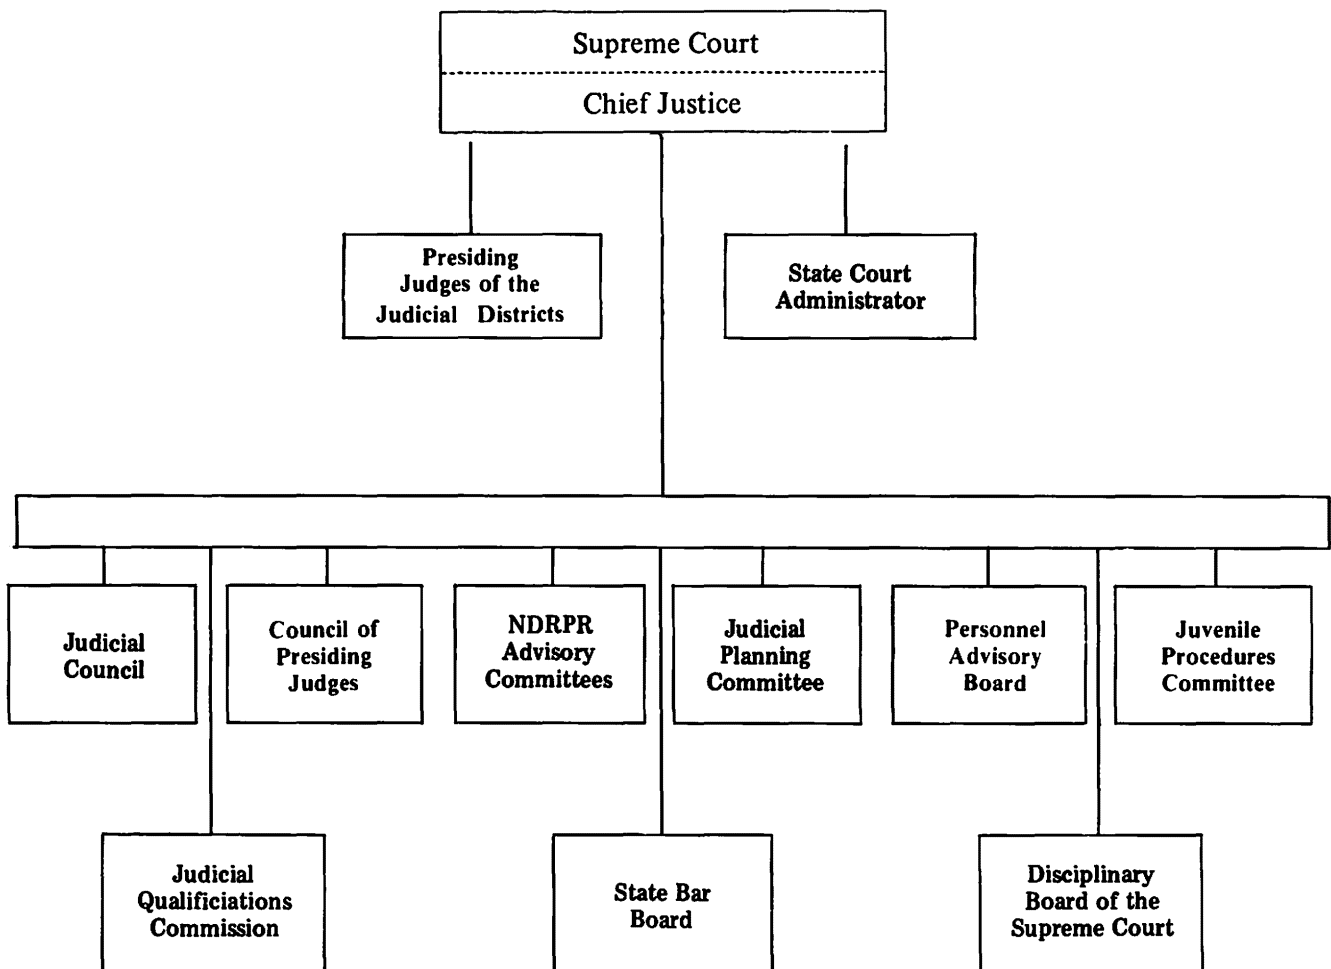 Supreme Court
Chief Justice
Presiding
Judges of the
Judicial Districts
State Court
Administrator
Judicial
Council
Council of
Presiding
Judges
NDRPR
Advisory
Committees
Judicial
Planning
Committee
Personnel
Advisory
Board
Juvenile
Procedures
Committee
Judicial
Qualificiations
Commission
State Bar
Board
Disciplinary
Board of the
Supreme Court